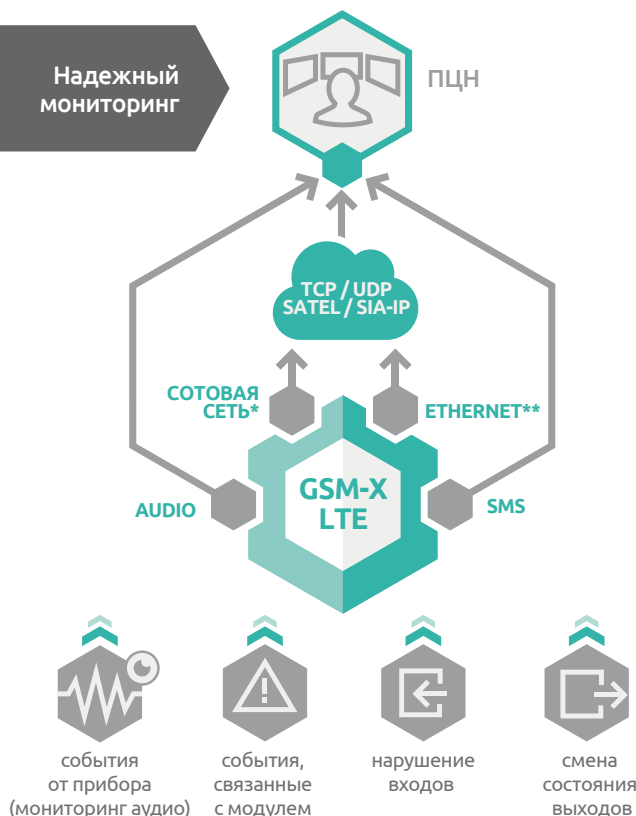 Надежный
мониторинг
ПЦН
TCP / UDP
SATEL / SIA-IP
СОТОВАЯ
СЕТЬ*
ETHERNET**
GSM-X
LTE
AUDIO
SMS
события
от прибора
(мониторинг аудио)
события,
связанные
с модулем
нарушение
входов
смена
состояния
выходов